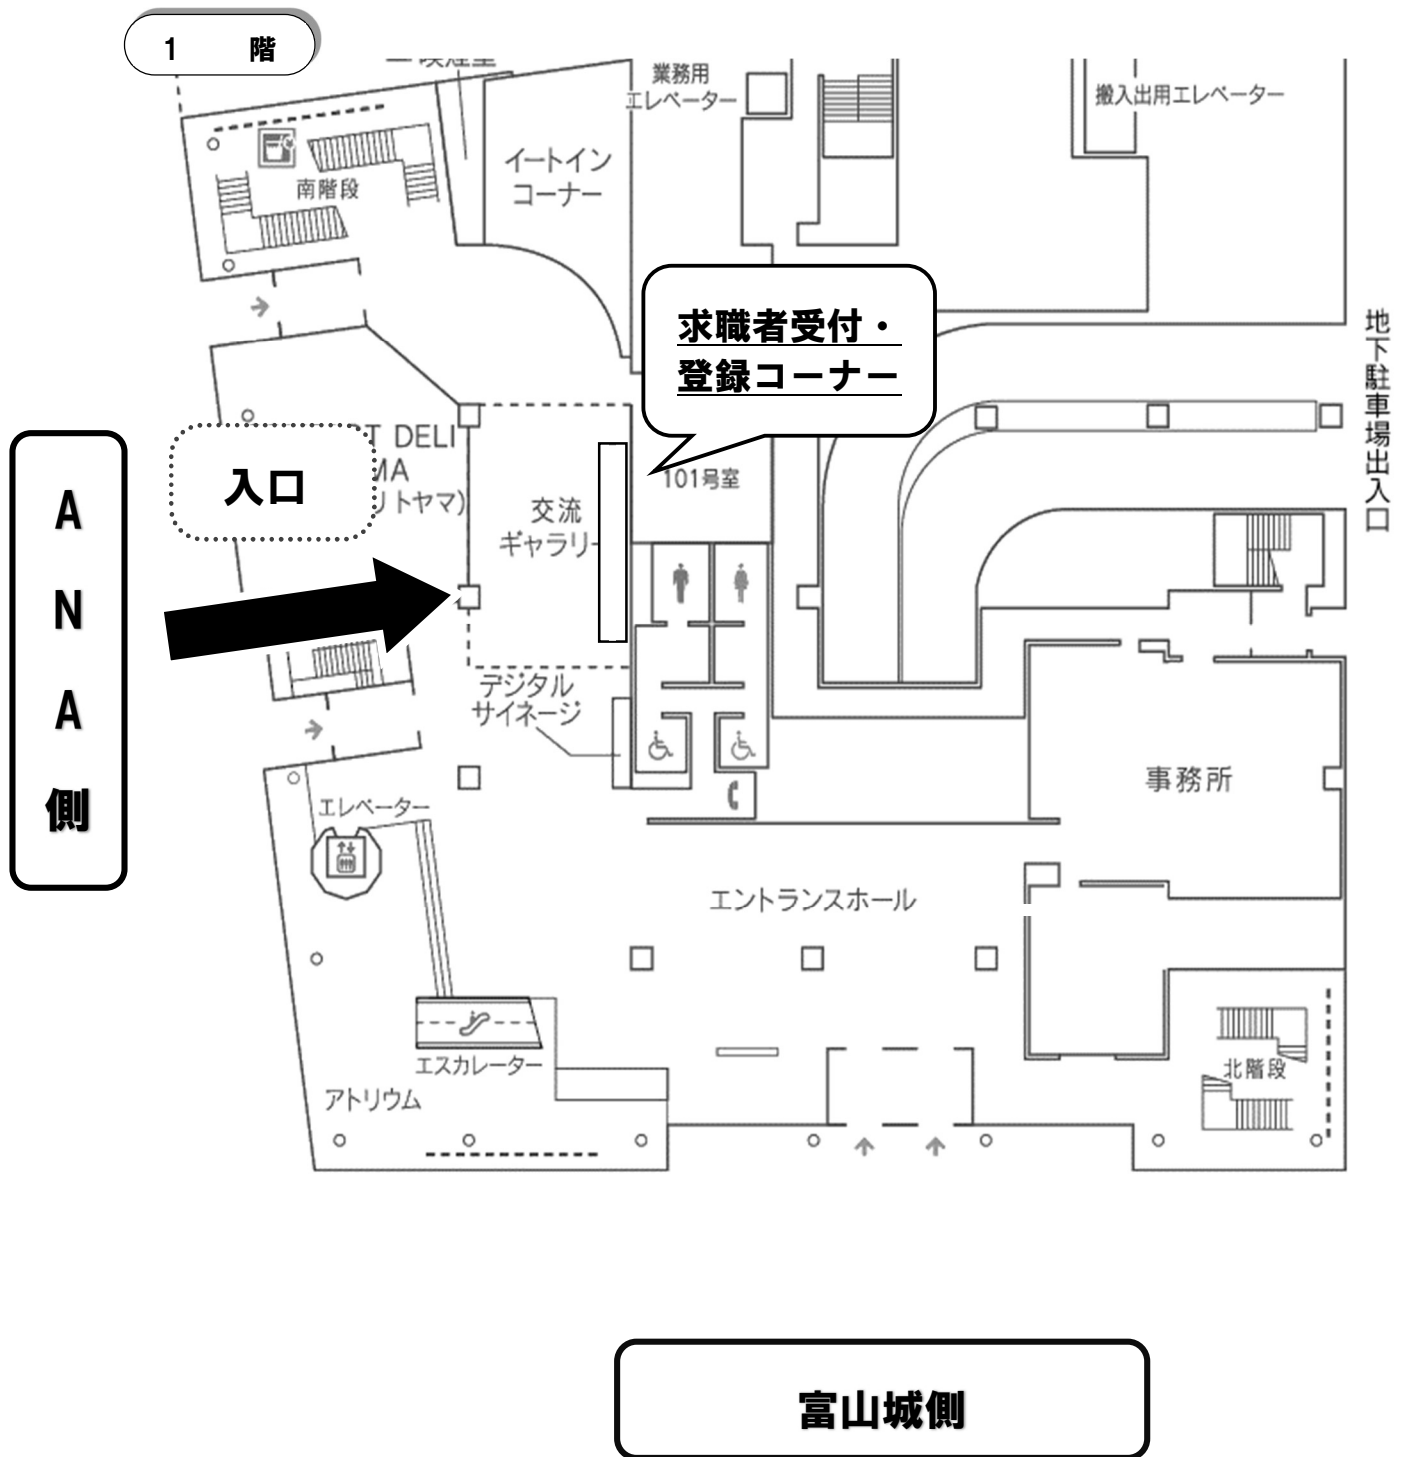 1 階
業務用
エレベーター
搬入出用エレベーター
イートイン
コーナー
南階段
求職者受付・
登録コーナー
地下駐車場出入口
DELI
入口
トヤマ)
101号室
交流
ギャラリー
ANA側
デジタル
サイネージ
事務所
エレベーター
エントランスホール
エスカレーター
アトリウム
北階段
富山城側